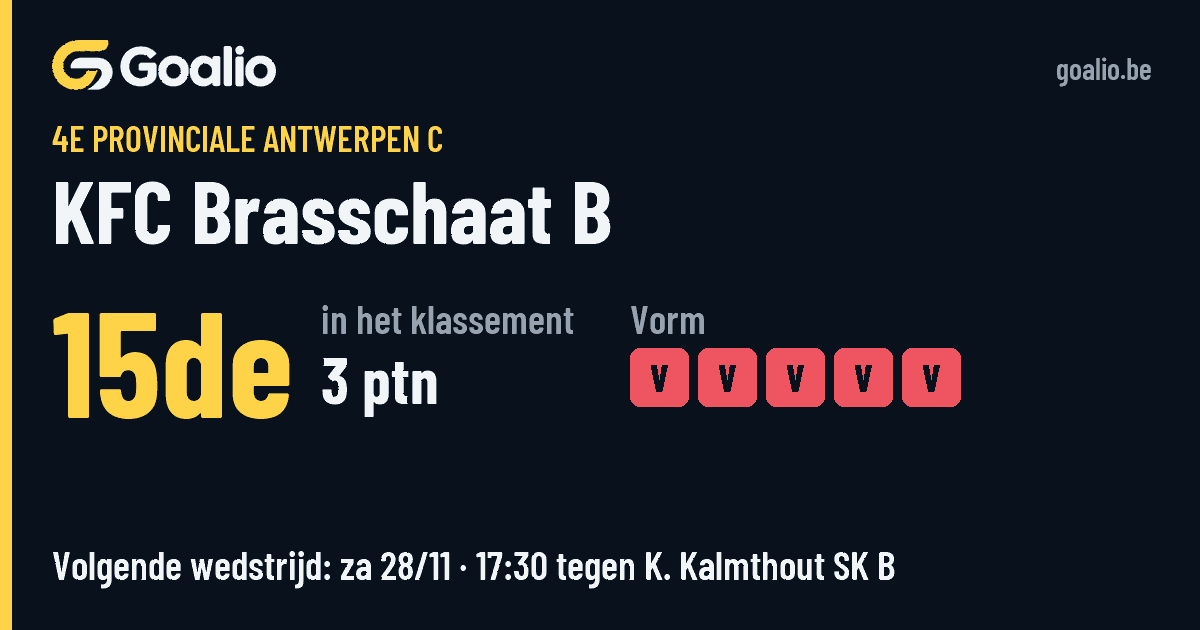 Goalio
goalio.be
4E PROVINCIALE ANTWERPEN C
KFC Brasschaat B
15de
in het klassement
3 ptn
Vorm
V V V V V
Volgende wedstrijd: za 28/11 · 17:30 tegen K. Kalmthout SK B